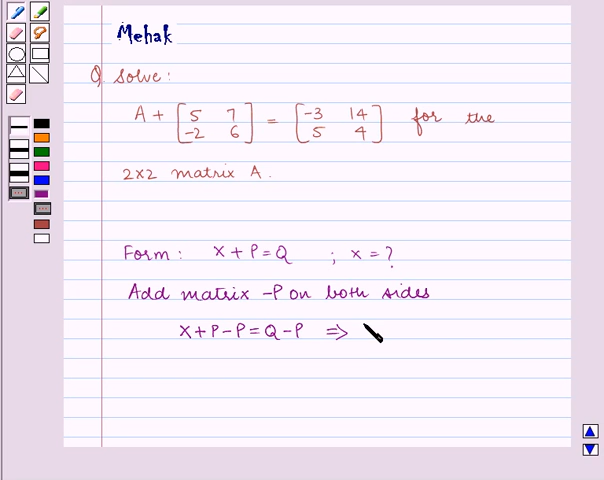 Mehak
Q Solve:
A + [5 7
-2 6] = [-3 14
5 4] for the
2x2 matrix A.
Form: X + P = Q ; x = ?
Add matrix -P on both sides
X + P - P = Q - P ⇒